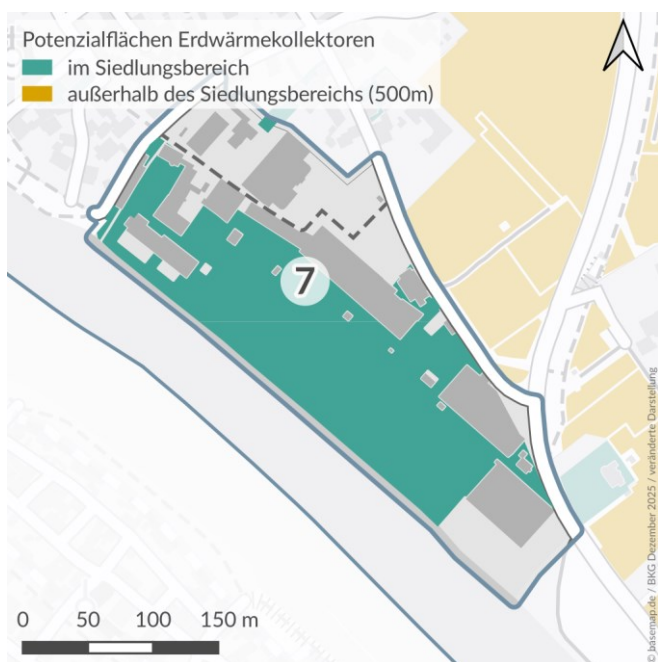 Potenzialflächen Erdwärmekollektoren
im Siedlungsbereich
außerhalb des Siedlungsbereichs (500m)
7
0 50 100 150 m
© basemap.de / BKG Dezember 2025 / veränderte Darstellung